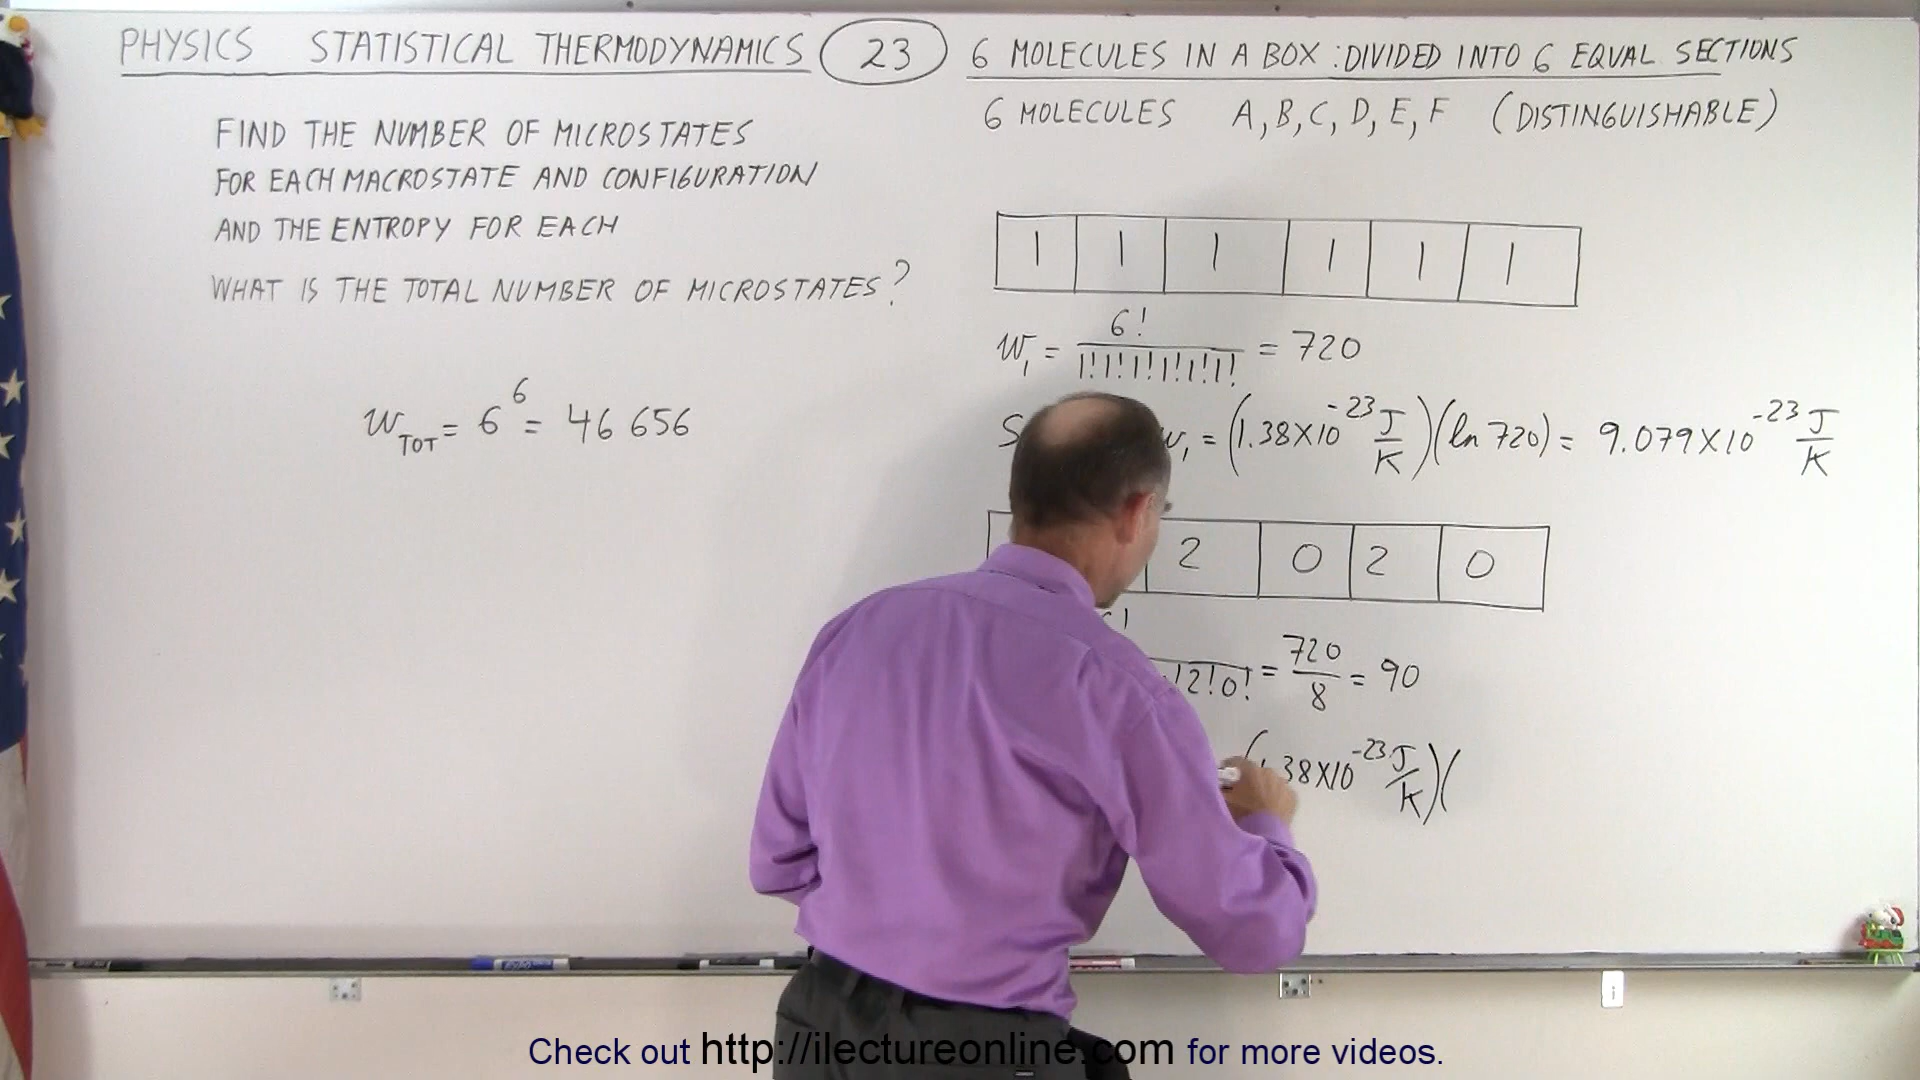 PHYSICS STATISTICAL THERMODYNAMICS 23 6 MOLECULES IN A BOX : DIVIDED INTO 6 EQUAL SECTIONS
6 MOLECULES A, B, C, D, E, F (DISTINGUISHABLE)
FIND THE NUMBER OF MICROSTATES
FOR EACH MACROSTATE AND CONFIGURATION
AND THE ENTROPY FOR EACH
WHAT IS THE TOTAL NUMBER OF MICROSTATES?
W_TOT = 6^6 = 46 656
1 1 1 1 1 1
W_1 = 6! / 1!1!1!1!1!1! = 720
S W_1 = (1.38X10^-23 J/K)(ln 720) = 9.079X10^-23 J/K
2 0 2 0
!2!0! = 720/8 = 90
(1.38X10^-23 J/K)(
Check out http://ilectureonline.com for more videos.